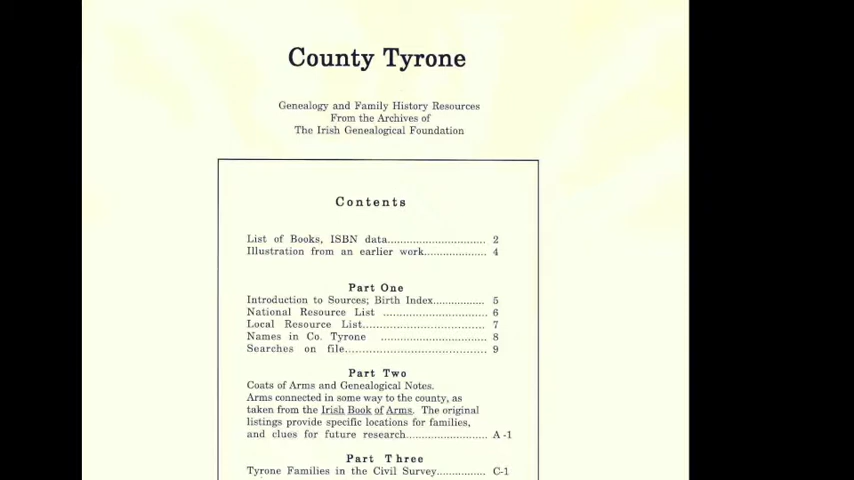 County Tyrone
Genealogy and Family History Resources
From the Archives of
The Irish Genealogical Foundation
Contents
List of Books, ISBN data............................... 2
Illustration from an earlier work.................... 4
Part One
Introduction to Sources; Birth Index................ 5
National Resource List ................................. 6
Local Resource List....................................... 7
Names in Co. Tyrone .................................. 8
Searches on file............................................. 9
Part Two
Coats of Arms and Genealogical Notes.
Arms connected in some way to the county, as
taken from the Irish Book of Arms. The original
listings provide specific locations for families,
and clues for future research......................... A -1
Part Three
Tyrone Families in the Civil Survey............... C-1